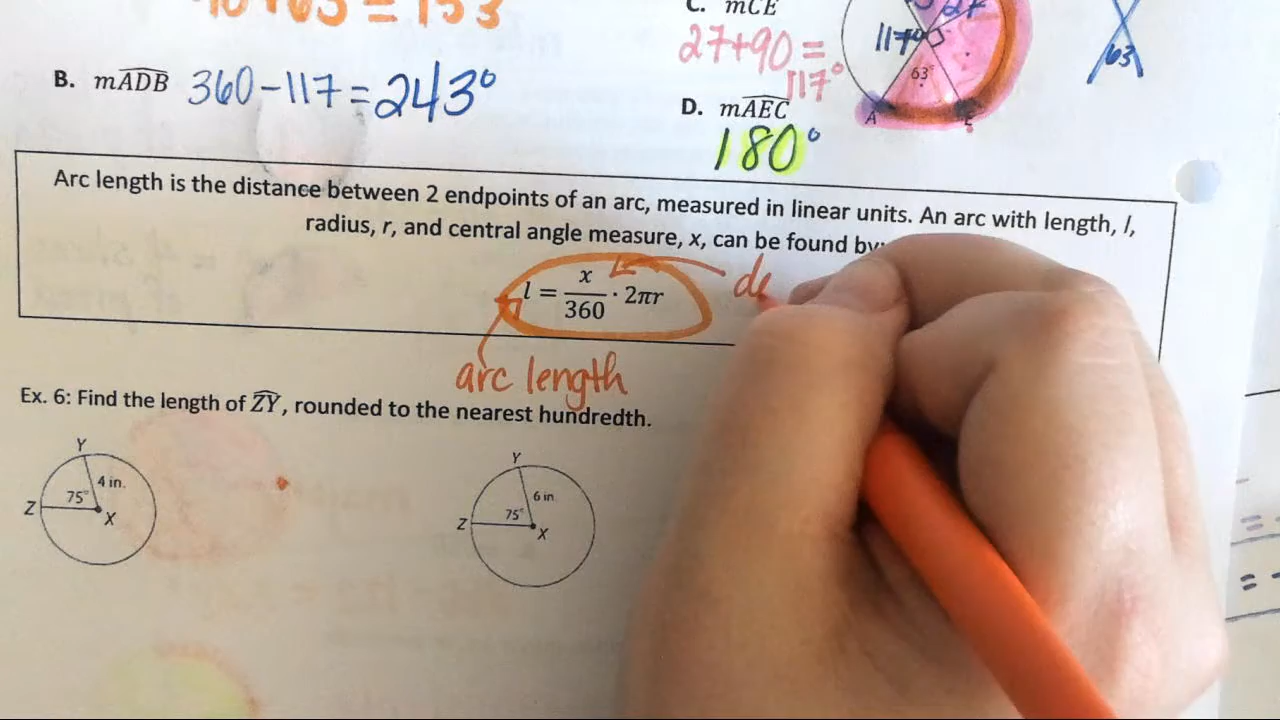 = 153
B. mADB 360-117=243°
C. mCE
27+90=
117°
D. mAEC
180°
117°
63°
A
63
Arc length is the distance between 2 endpoints of an arc, measured in linear units. An arc with length, l,
radius, r, and central angle measure, x, can be found by
l = x/360 · 2πr
de
arc length
Ex. 6: Find the length of ZY, rounded to the nearest hundredth.
Y
4 in.
75°
Z
X
Y
6 in
75°
Z
X